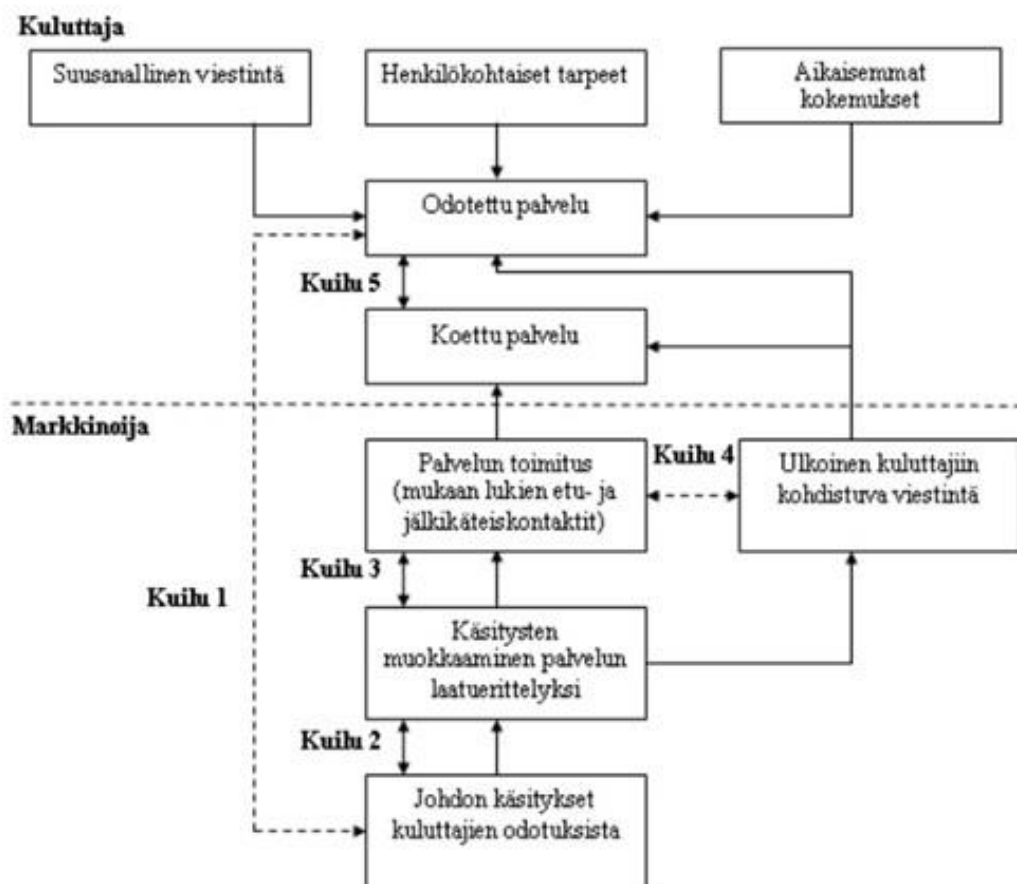 Kuluttaja
Suusanallinen viestintä
Henkilökohtaiset tarpeet
Aikaisemmat
kokemukset
Odotettu palvelu
Kuilu 5
Koettu palvelu
Markkinoija
Palvelun toimitus
(mukaan lukien etu- ja
jälkikäteiskontaktit)
Kuilu 4
Ulkoinen kuluttajiin
kohdistuva viestintä
Kuilu 3
Kuilu 1
Käsitysten
muokkaaminen palvelun
laatuerittelyksi
Kuilu 2
Johdon käsitykset
kuluttajien odotuksista